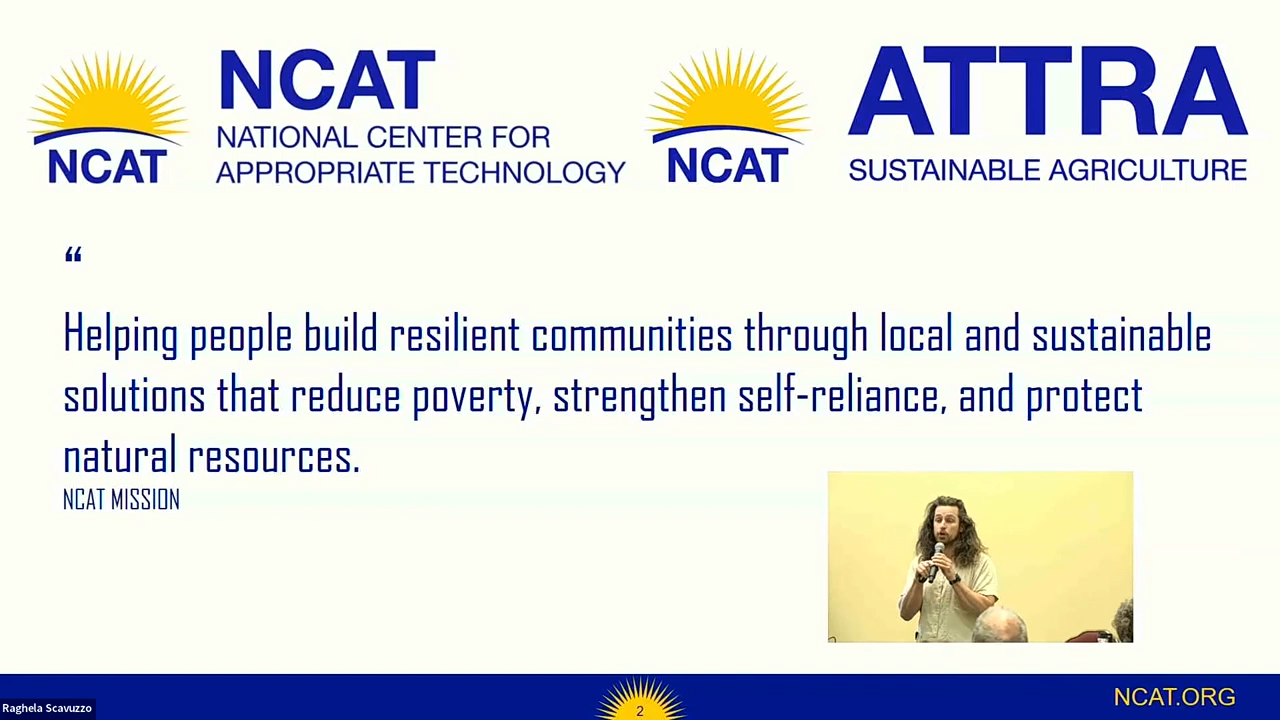 NCAT
NATIONAL CENTER FOR
APPROPRIATE TECHNOLOGY
NCAT
ATTRA
SUSTAINABLE AGRICULTURE
NCAT
“
Helping people build resilient communities through local and sustainable
solutions that reduce poverty, strengthen self-reliance, and protect
natural resources.
NCAT MISSION
Raghela Scavuzzo
2
NCAT.ORG